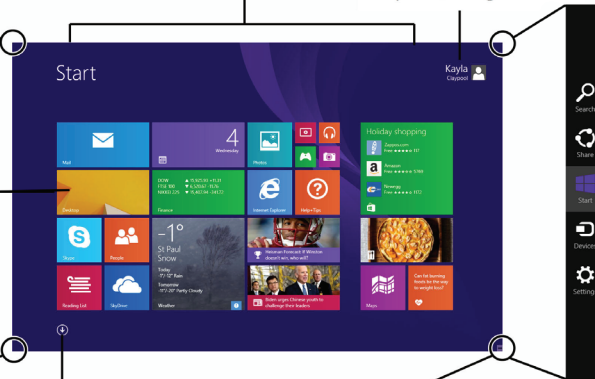 Start
Kayla
Claypool
Search
Share
Start
Devices
Settings
Mail
4
Wednesday
Photos
Holiday shopping
Zappos.com
Free
Amazon
Free
Newegg
Free
Desktop
DOW
FTSE 100
NIKKEI 225
Finance
Internet Explorer
Help+Tips
Skype
People
-1°
St Paul
Snow
Today
Tomorrow
Partly Cloudy
Weather
Heisman Forecast: If Winston
doesn't win, who will?
Reading List
SkyDrive
Biden urges Chinese youth to
challenge their leaders
Maps
Can fat burning
foods be the way
to weight loss?